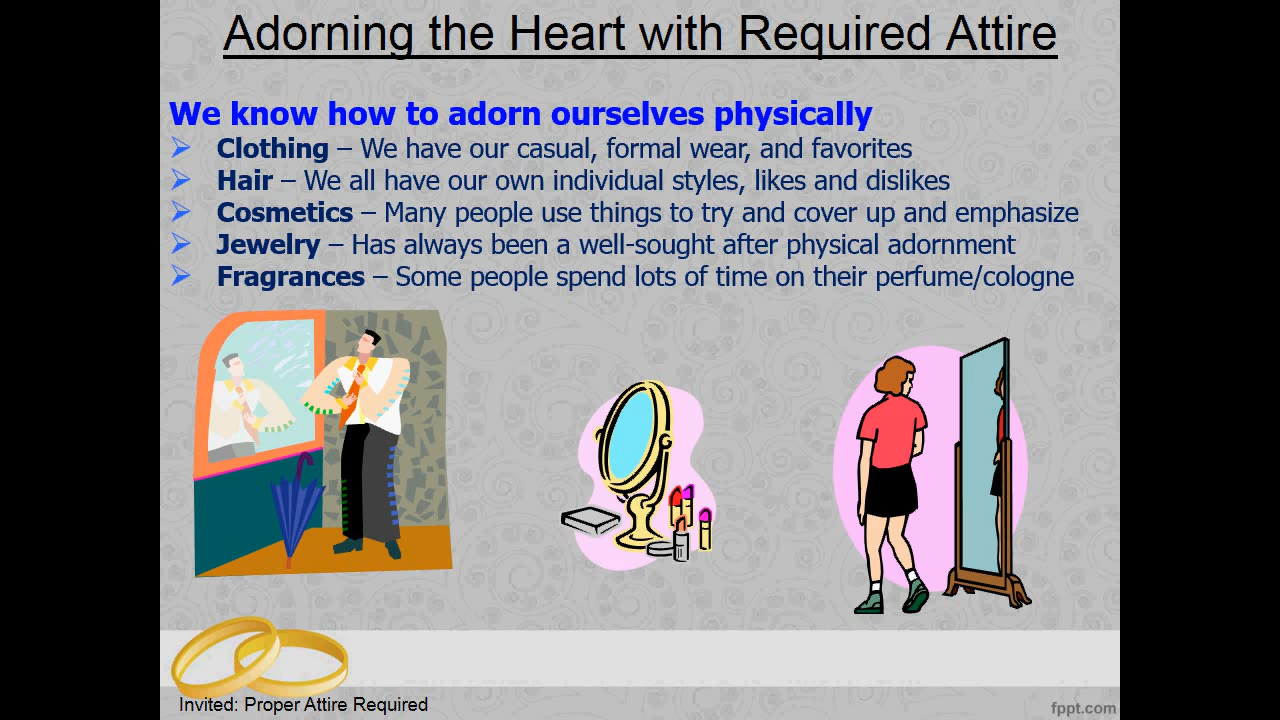 Adorning the Heart with Required Attire
We know how to adorn ourselves physically
Clothing – We have our casual, formal wear, and favorites
Hair – We all have our own individual styles, likes and dislikes
Cosmetics – Many people use things to try and cover up and emphasize
Jewelry – Has always been a well-sought after physical adornment
Fragrances – Some people spend lots of time on their perfume/cologne
Invited: Proper Attire Required
fppt.com